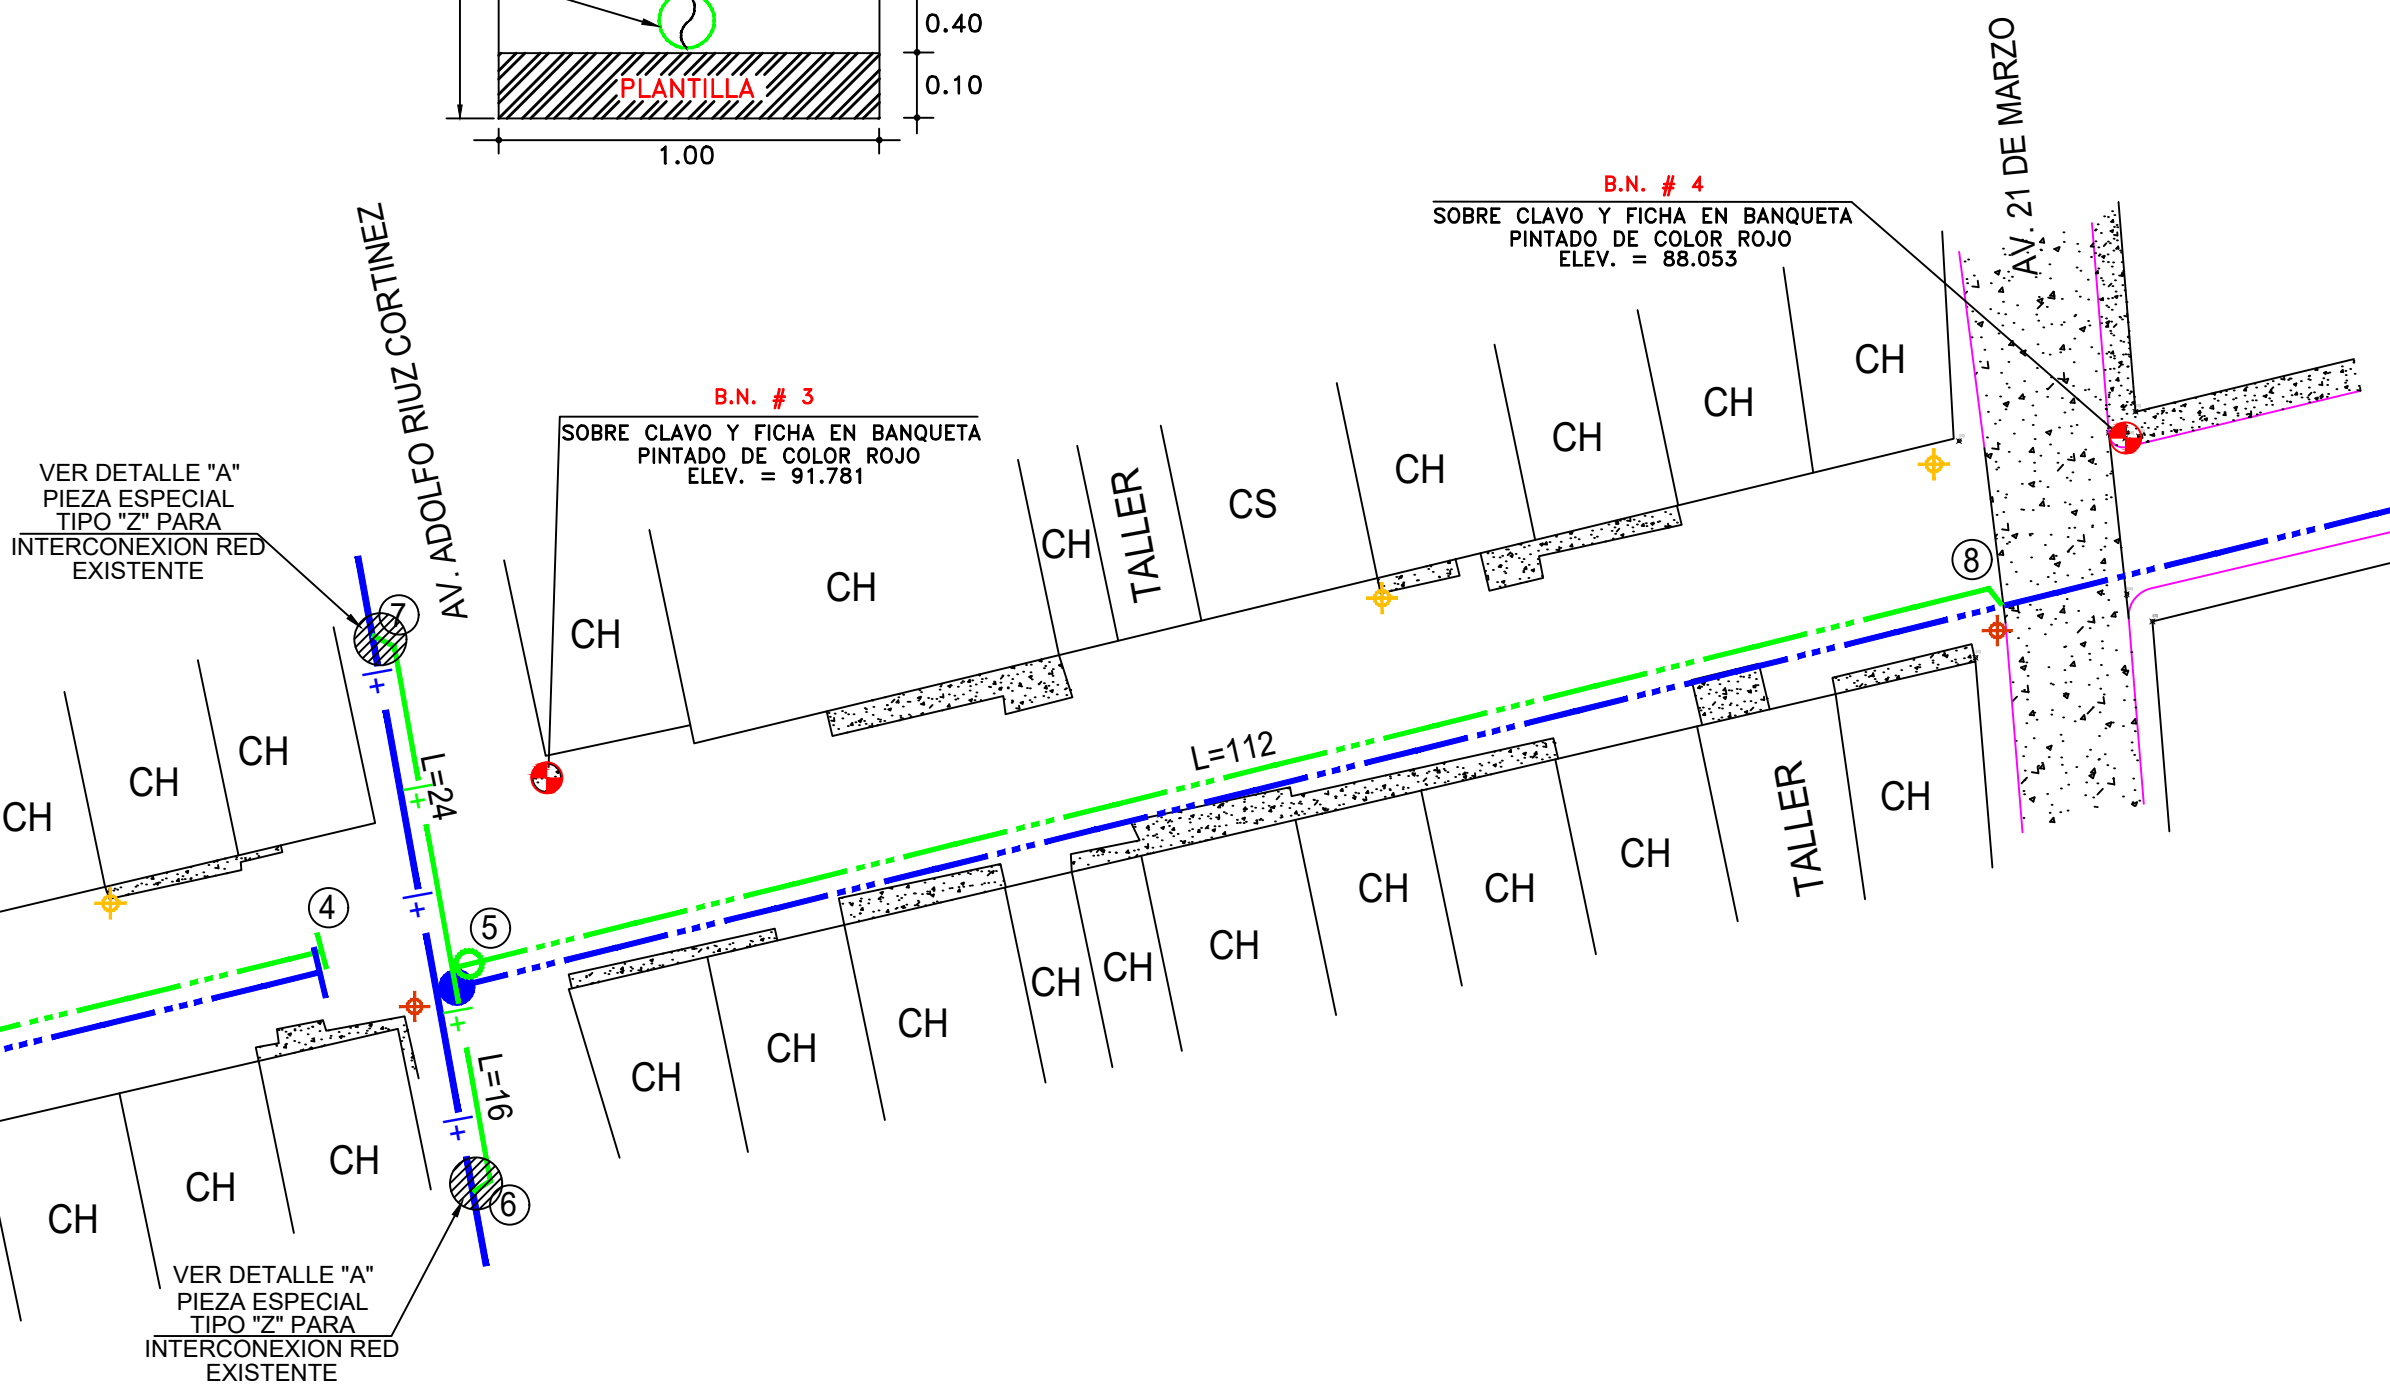 0.40
0.10
PLANTILLA
1.00
AV. 21 DE MARZO
B.N. # 4
SOBRE CLAVO Y FICHA EN BANQUETA
PINTADO DE COLOR ROJO
ELEV. = 88.053
AV. ADOLFO RIUZ CORTINEZ
B.N. # 3
SOBRE CLAVO Y FICHA EN BANQUETA
PINTADO DE COLOR ROJO
ELEV. = 91.781
VER DETALLE "A"
PIEZA ESPECIAL
TIPO "Z" PARA
INTERCONEXION RED
EXISTENTE
CH
CH
CH
CH
CS
TALLER
CH
CH
CH
8
7
L=24
L=112
CH
CH
CH
4
5
TALLER
CH
CH
CH
CH
CH
CH
CH
CH
CH
CH
L=16
CH
CH
CH
6
VER DETALLE "A"
PIEZA ESPECIAL
TIPO "Z" PARA
INTERCONEXION RED
EXISTENTE